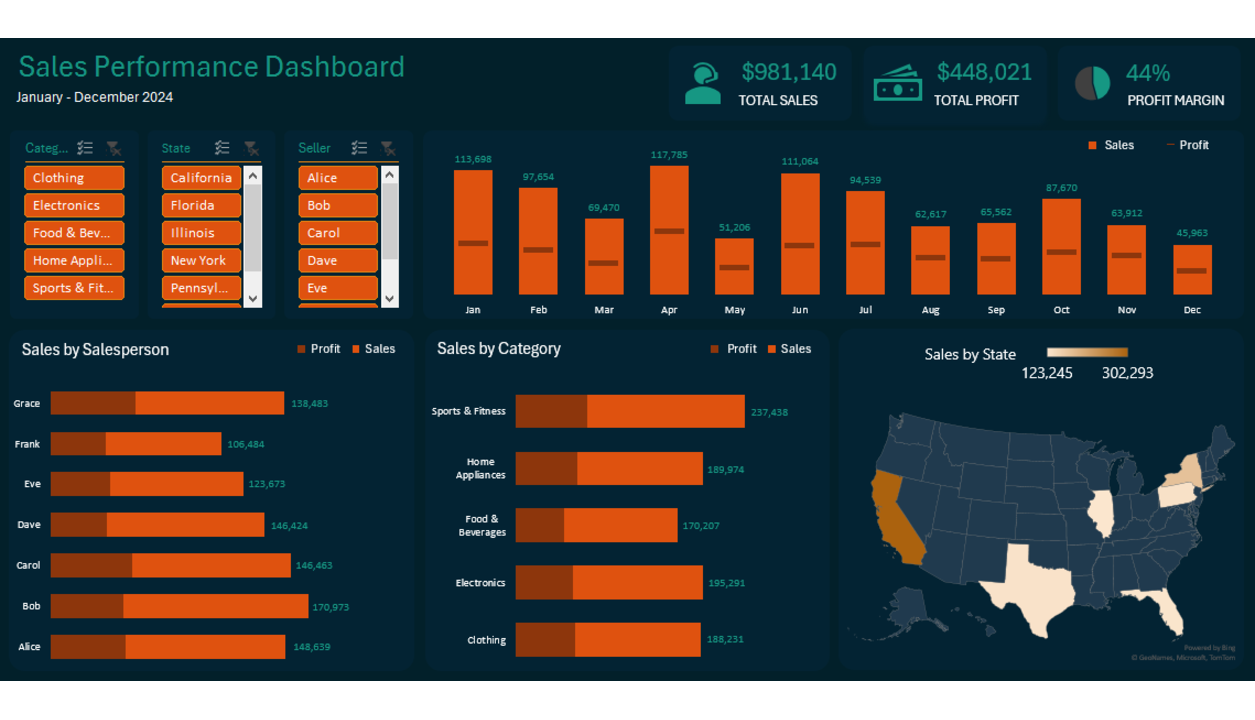 Sales Performance Dashboard
January - December 2024
$981,140
TOTAL SALES
$448,021
TOTAL PROFIT
44%
PROFIT MARGIN
Categ...
Clothing
Electronics
Food & Bev...
Home Appli...
Sports & Fit...
State
California
Florida
Illinois
New York
Pennsyl...
Seller
Alice
Bob
Carol
Dave
Eve
Sales
Profit
113,698
97,654
69,470
117,785
51,206
111,064
94,539
62,617
65,562
87,670
63,912
45,963
Jan
Feb
Mar
Apr
May
Jun
Jul
Aug
Sep
Oct
Nov
Dec
Sales by Salesperson
Profit
Sales
Grace 138,483
Frank 106,484
Eve 123,673
Dave 146,424
Carol 146,463
Bob 170,973
Alice 148,639
Sales by Category
Profit
Sales
Sports & Fitness 237,438
Home
Appliances
189,974
Food &
Beverages
170,207
Electronics 195,291
Clothing 188,231
Sales by State
123,245
302,293
Powered by Bing
© GeoNames, Microsoft, TomTom